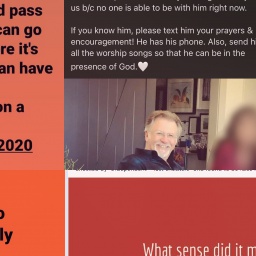 d pass
can go
re it's
an have
on a
2020
o
ly
us b/c no one is able to be with him right now.
If you know him, please text him your prayers &
encouragement! He has his phone. Also, send h
all the worship songs so that he can be in the
presence of God.🤍
What sense did it m